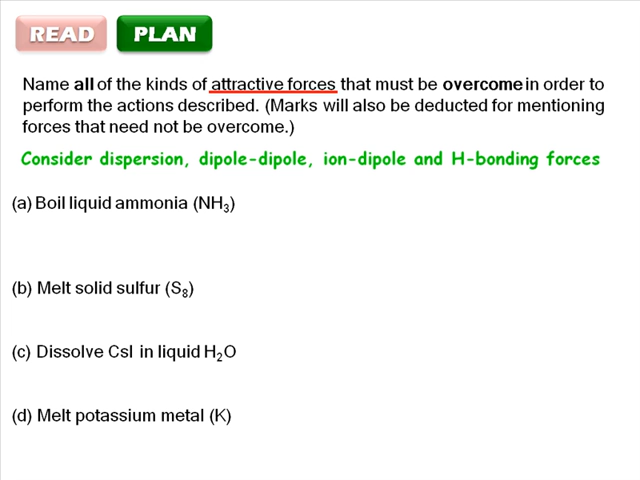 READ PLAN
Name all of the kinds of attractive forces that must be overcome in order to
perform the actions described. (Marks will also be deducted for mentioning
forces that need not be overcome.)
Consider dispersion, dipole-dipole, ion-dipole and H-bonding forces
(a) Boil liquid ammonia (NH₃)
(b) Melt solid sulfur (S₈)
(c) Dissolve CsI in liquid H₂O
(d) Melt potassium metal (K)